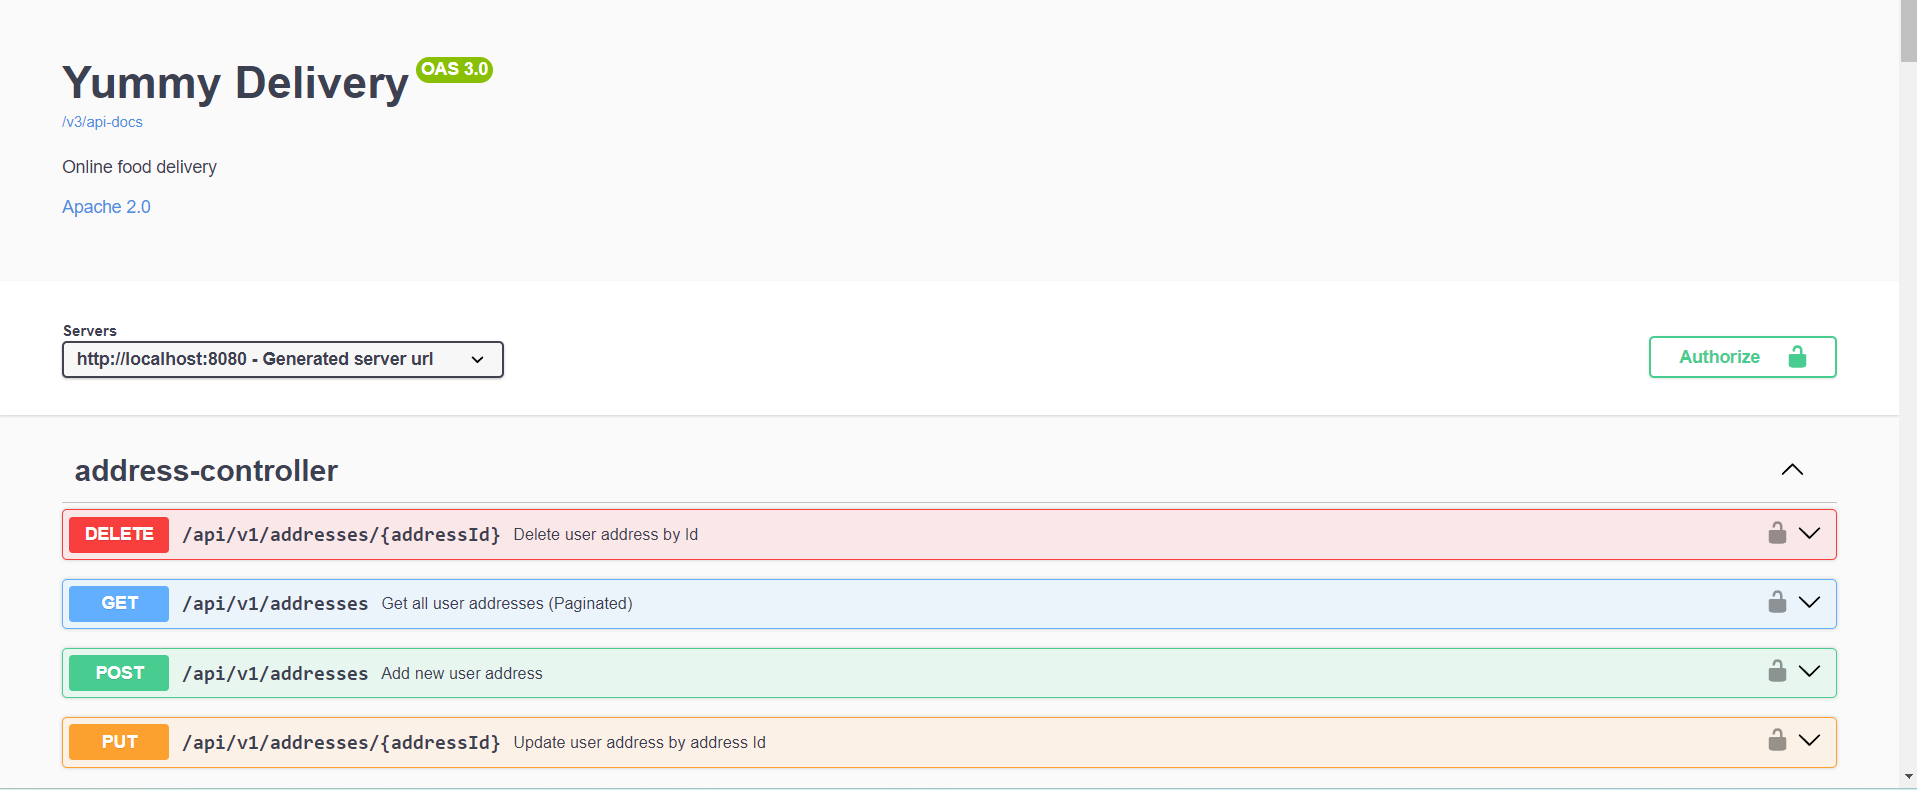 Yummy Delivery OAS 3.0
/v3/api-docs
Online food delivery
Apache 2.0
Servers
http://localhost:8080 - Generated server url
Authorize
address-controller
DELETE /api/v1/addresses/{addressId} Delete user address by Id
GET /api/v1/addresses Get all user addresses (Paginated)
POST /api/v1/addresses Add new user address
PUT /api/v1/addresses/{addressId} Update user address by address Id